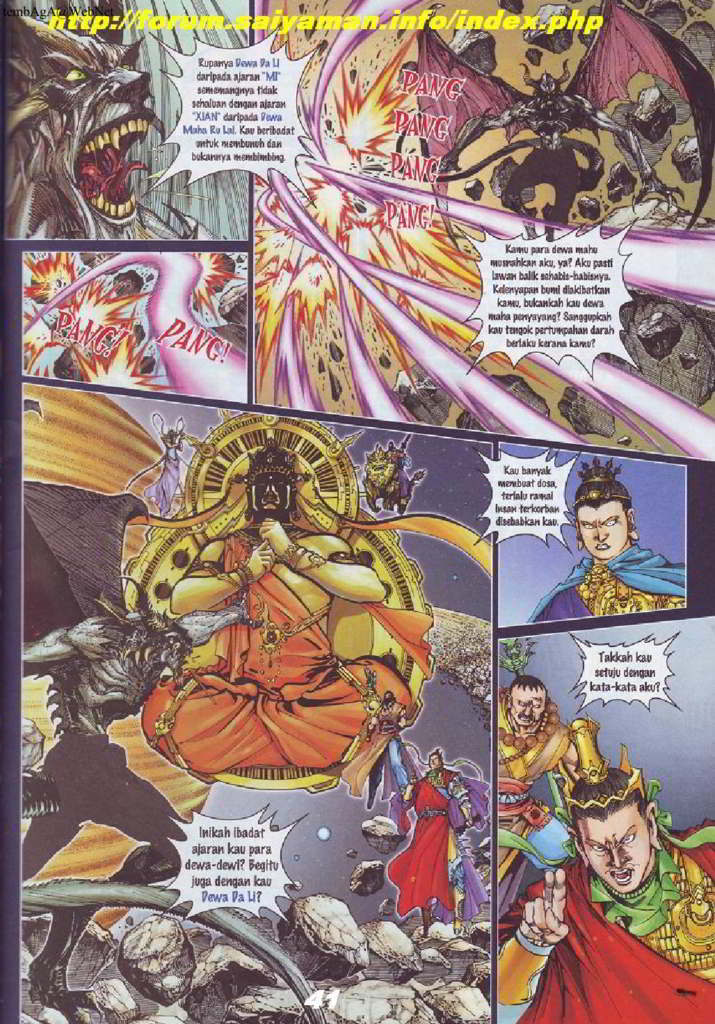 tembAgA@WebNet
http://forum.saiyaman.info/index.php
Rupanya Dewa Da Li
daripada ajaran "MI"
sememangnya tidak
sehaluan dengan ajaran
"XIAN" daripada Dewa
Maha Ru Lai. Kau beribadat
untuk membunuh dan
bukannya membimbing.
PANG
PANG
PANG
PANG!
Kamu para dewa mahu
musnahkan aku, ya? Aku pasti
lawan balik sehabis-habisnya.
Kelenyapan bumi diakibatkan
kamu, bukankah kau dewa
maha penyayang? Sanggupkah
kau tengok pertumpahan darah
berlaku kerana kamu?
PANG!
PANG!
Kau banyak
membuat dosa,
terlalu ramai
insan terkorban
disebabkan kau.
Takkah kau
setuju dengan
kata-kata aku?
Inikah ibadat
ajaran kau para
dewa-dewi? Begitu
juga dengan kau
Dewa Da Li?
41